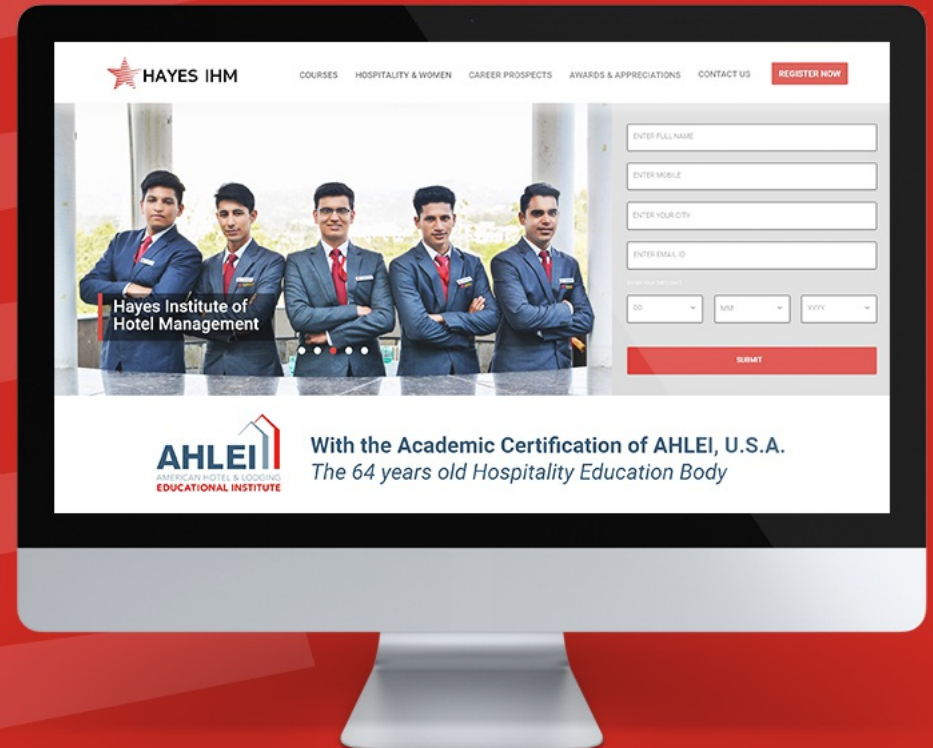 HAYES IHM
COURSES
HOSPITALITY & WOMEN
CAREER PROSPECTS
AWARDS & APPRECIATIONS
CONTACT US
REGISTER NOW
ENTER FULL NAME
ENTER MOBILE
ENTER YOUR CITY
ENTER EMAIL ID
DD
MM
YYYY
SUBMIT
Hayes Institute of
Hotel Management
AHLEI
AMERICAN HOTEL & LODGING
EDUCATIONAL INSTITUTE
With the Academic Certification of AHLEI, U.S.A.
The 64 years old Hospitality Education Body